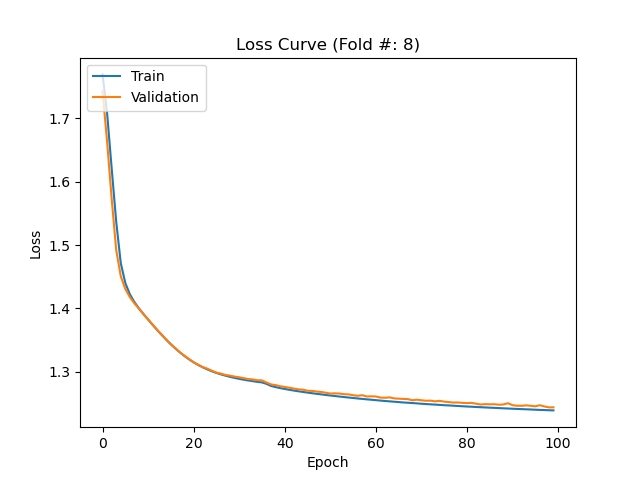 Loss Curve (Fold #: 8)
Train
Validation
1.7
1.6
1.5
1.4
1.3
Loss
0 20 40 60 80 100
Epoch